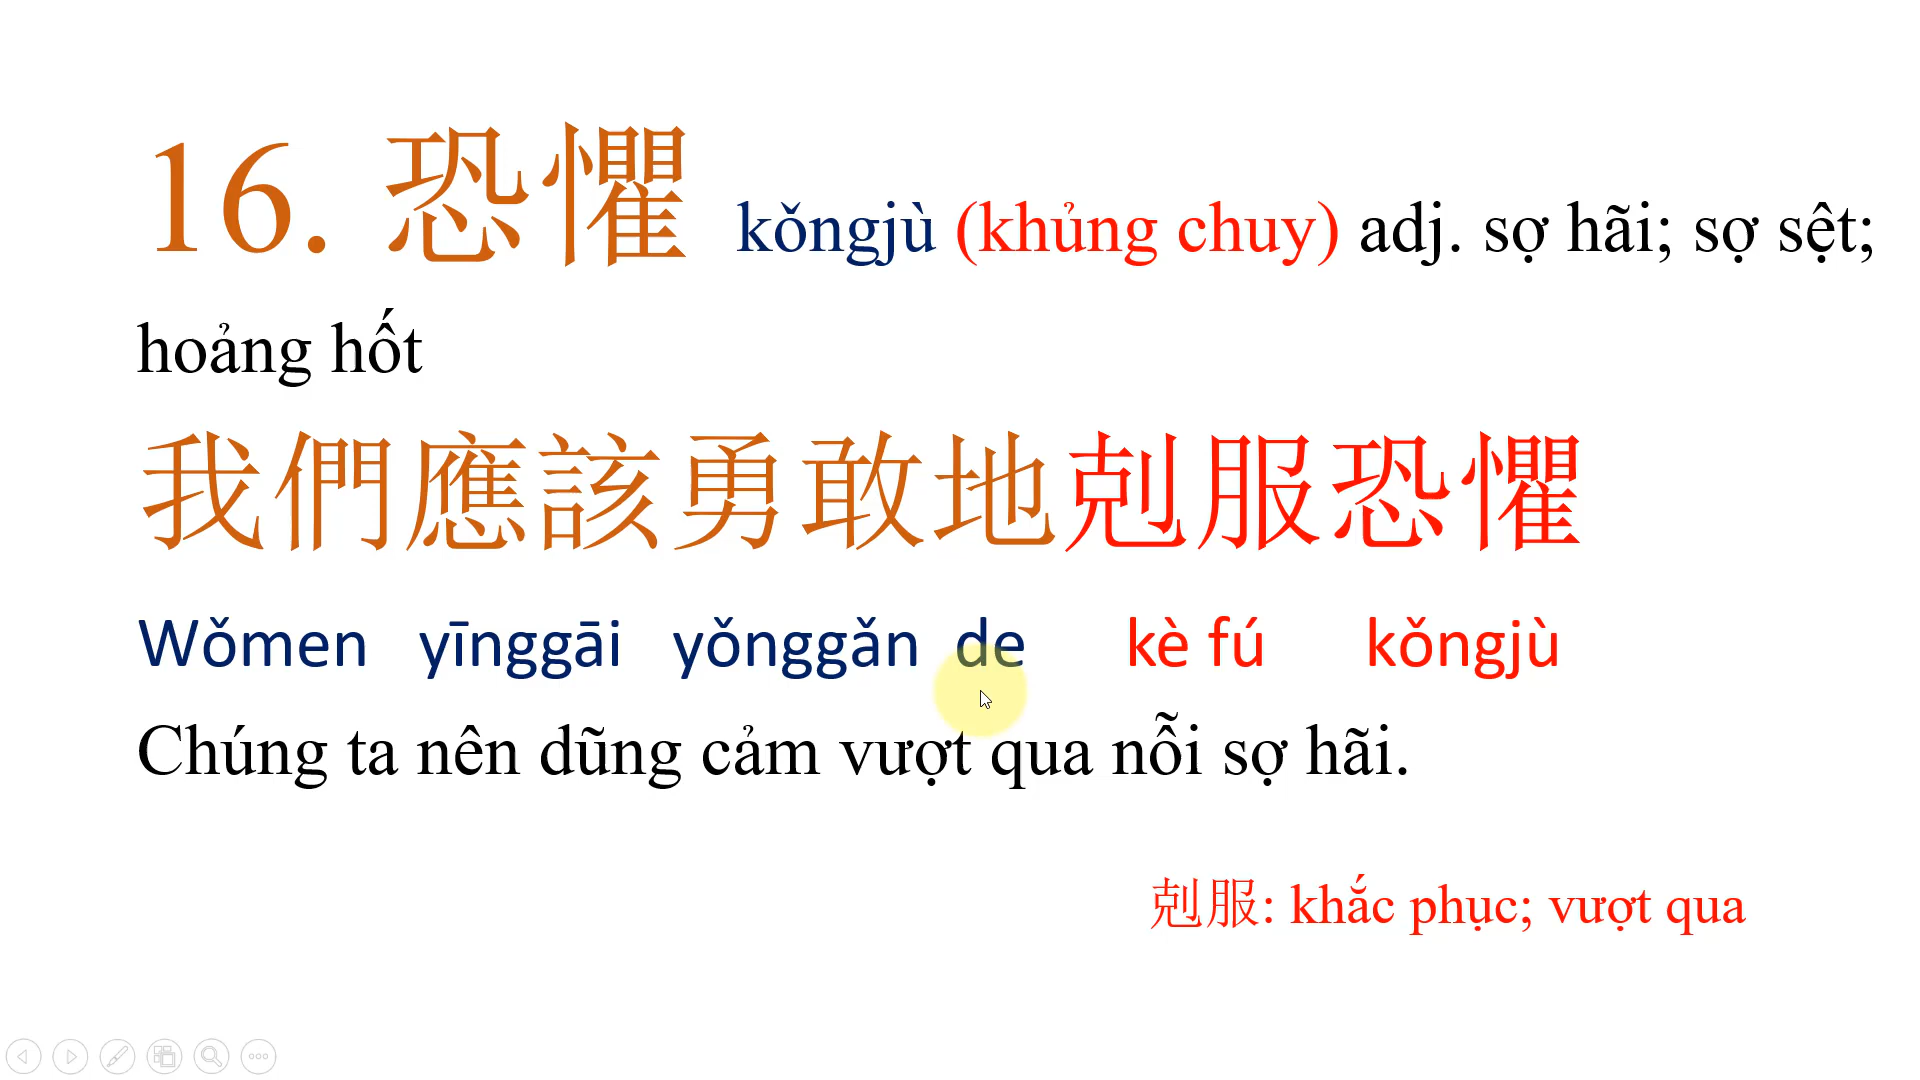 16. 恐懼 kǒngjù (khủng chuy) adj. sợ hãi; sợ sệt;
hoảng hốt
我們應該勇敢地剋服恐懼
Wǒmen yīnggāi yǒnggǎn de kè fú kǒngjù
Chúng ta nên dũng cảm vượt qua nỗi sợ hãi.
剋服: khắc phục; vượt qua